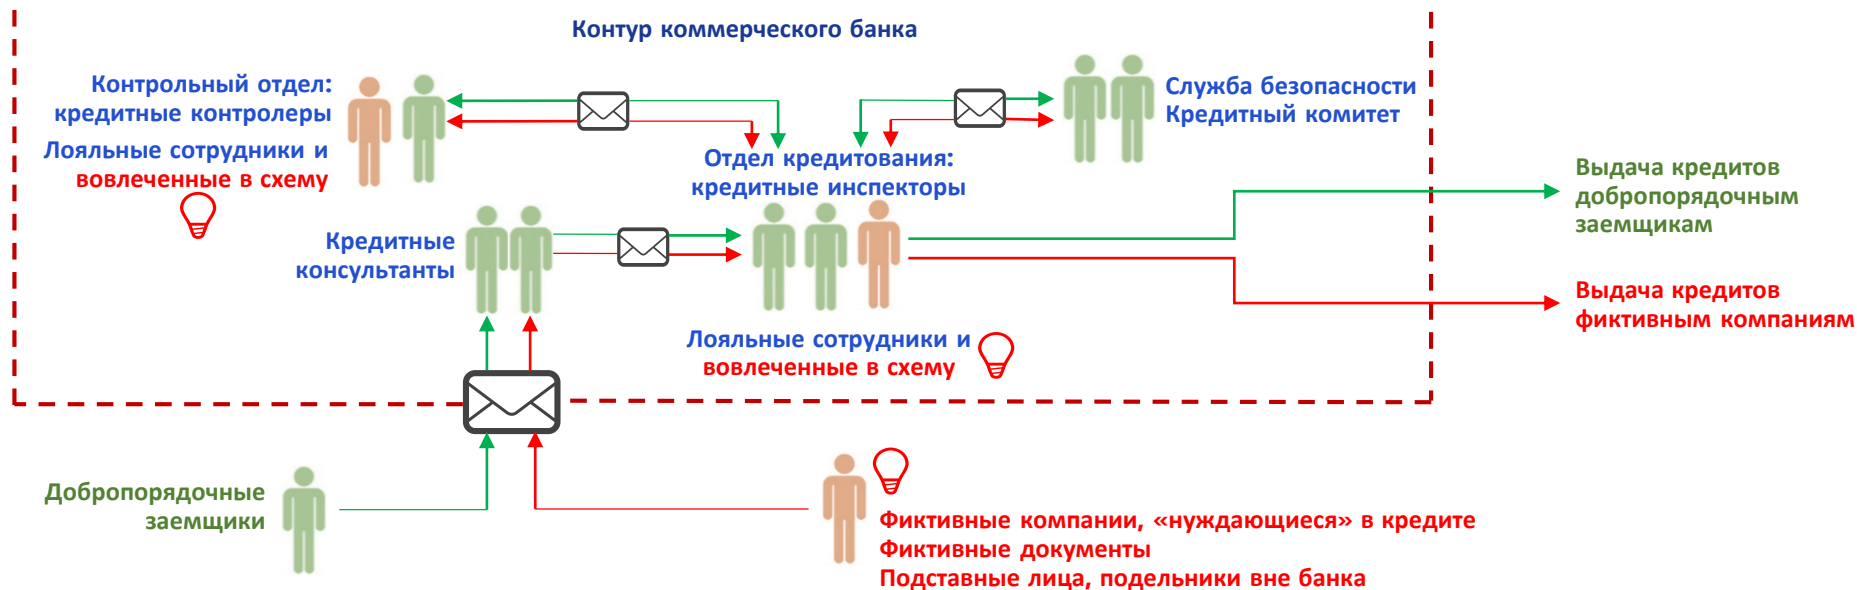 Контур коммерческого банка
Контрольный отдел:
кредитные контролеры
Лояльные сотрудники и
вовлеченные в схему
Служба безопасности
Кредитный комитет
Отдел кредитования:
кредитные инспекторы
Кредитные
консультанты
Лояльные сотрудники и
вовлеченные в схему
Выдача кредитов
добропорядочным
заемщикам
Выдача кредитов
фиктивным компаниям
Добропорядочные
заемщики
Фиктивные компании, «нуждающиеся» в кредите
Фиктивные документы
Подставные лица, подельники вне банка